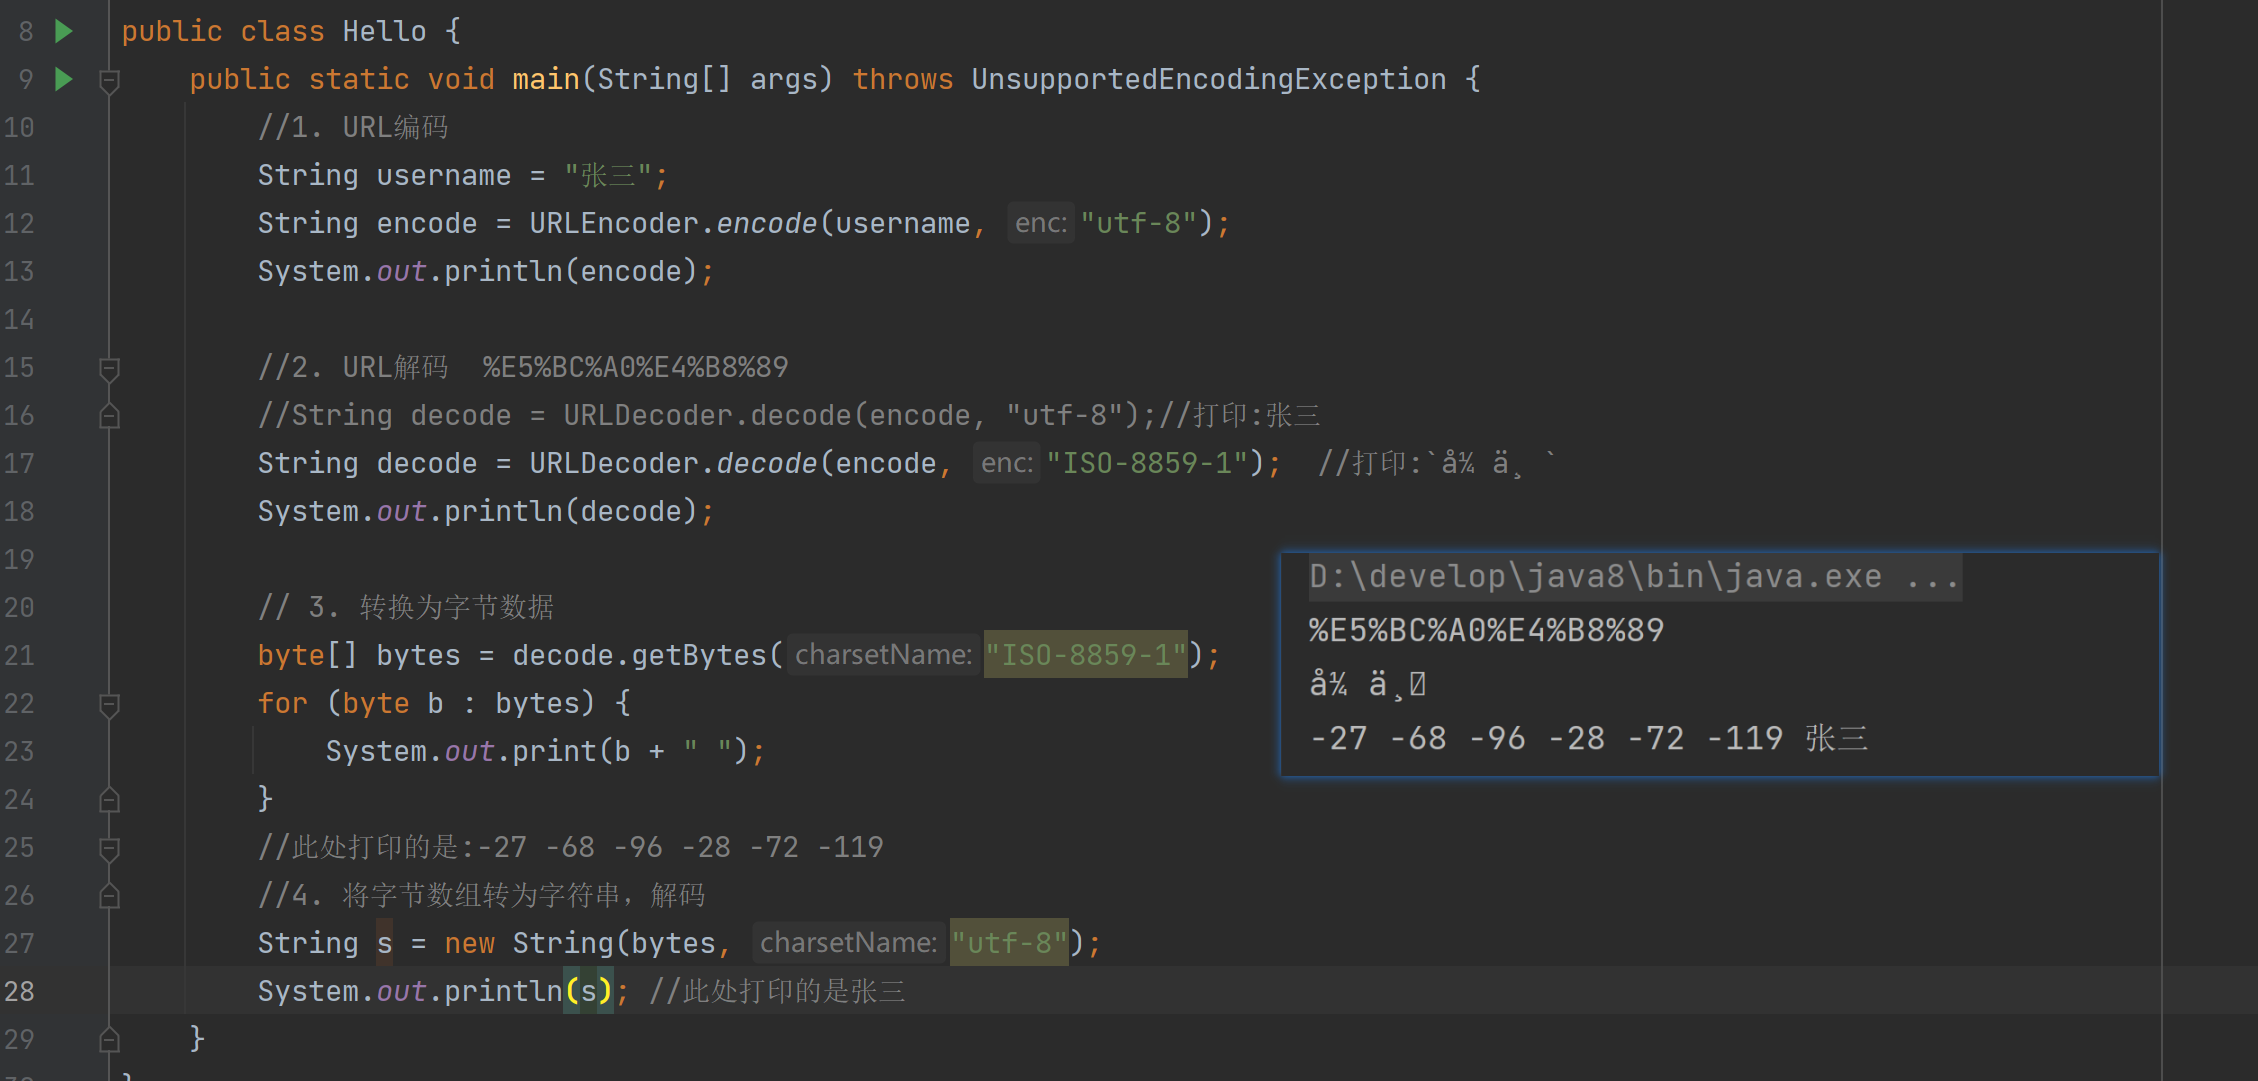 8 public class Hello {
9 public static void main(String[] args) throws UnsupportedEncodingException {
10 //1. URL编码
11 String username = "张三";
12 String encode = URLEncoder.encode(username, enc: "utf-8");
13 System.out.println(encode);
14
15 //2. URL解码 %E5%BC%A0%E4%B8%89
16 //String decode = URLDecoder.decode(encode, "utf-8");//打印:张三
17 String decode = URLDecoder.decode(encode, enc: "ISO-8859-1"); //打印:`å¼ ä¸ `
18 System.out.println(decode);
19
20 // 3. 转换为字节数据
21 byte[] bytes = decode.getBytes( charsetName: "ISO-8859-1");
22 for (byte b : bytes) {
23 System.out.print(b + " ");
24 }
25 //此处打印的是:-27 -68 -96 -28 -72 -119
26 //4. 将字节数组转为字符串，解码
27 String s = new String(bytes, charsetName: "utf-8");
28 System.out.println(s); //此处打印的是张三
29 }
D:\develop\java8\bin\java.exe ...
%E5%BC%A0%E4%B8%89
å¼ ä¸
-27 -68 -96 -28 -72 -119 张三